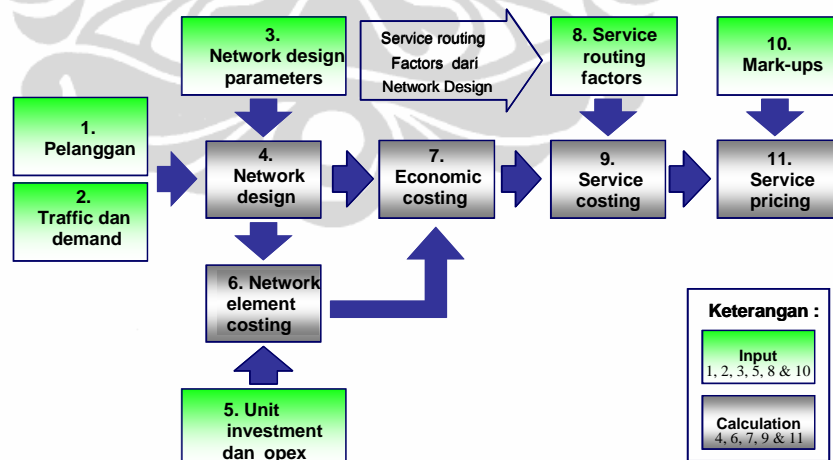 3.
Network design
parameters
Service routing
Factors dari
Network Design
8. Service
routing
factors
10.
Mark-ups
1.
Pelanggan
2.
Traffic dan
demand
4.
Network
design
7.
Economic
costing
9.
Service
costing
11.
Service
pricing
6. Network
element
costing
5. Unit
investment
dan opex
Keterangan :
Input
1, 2, 3, 5, 8 & 10
Calculation
4, 6, 7, 9 & 11